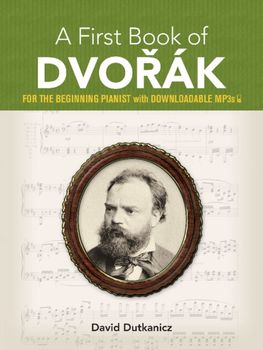 A First Book of
DVOŘÁK
FOR THE BEGINNING PIANIST with DOWNLOADABLE MP3s
David Dutkanicz